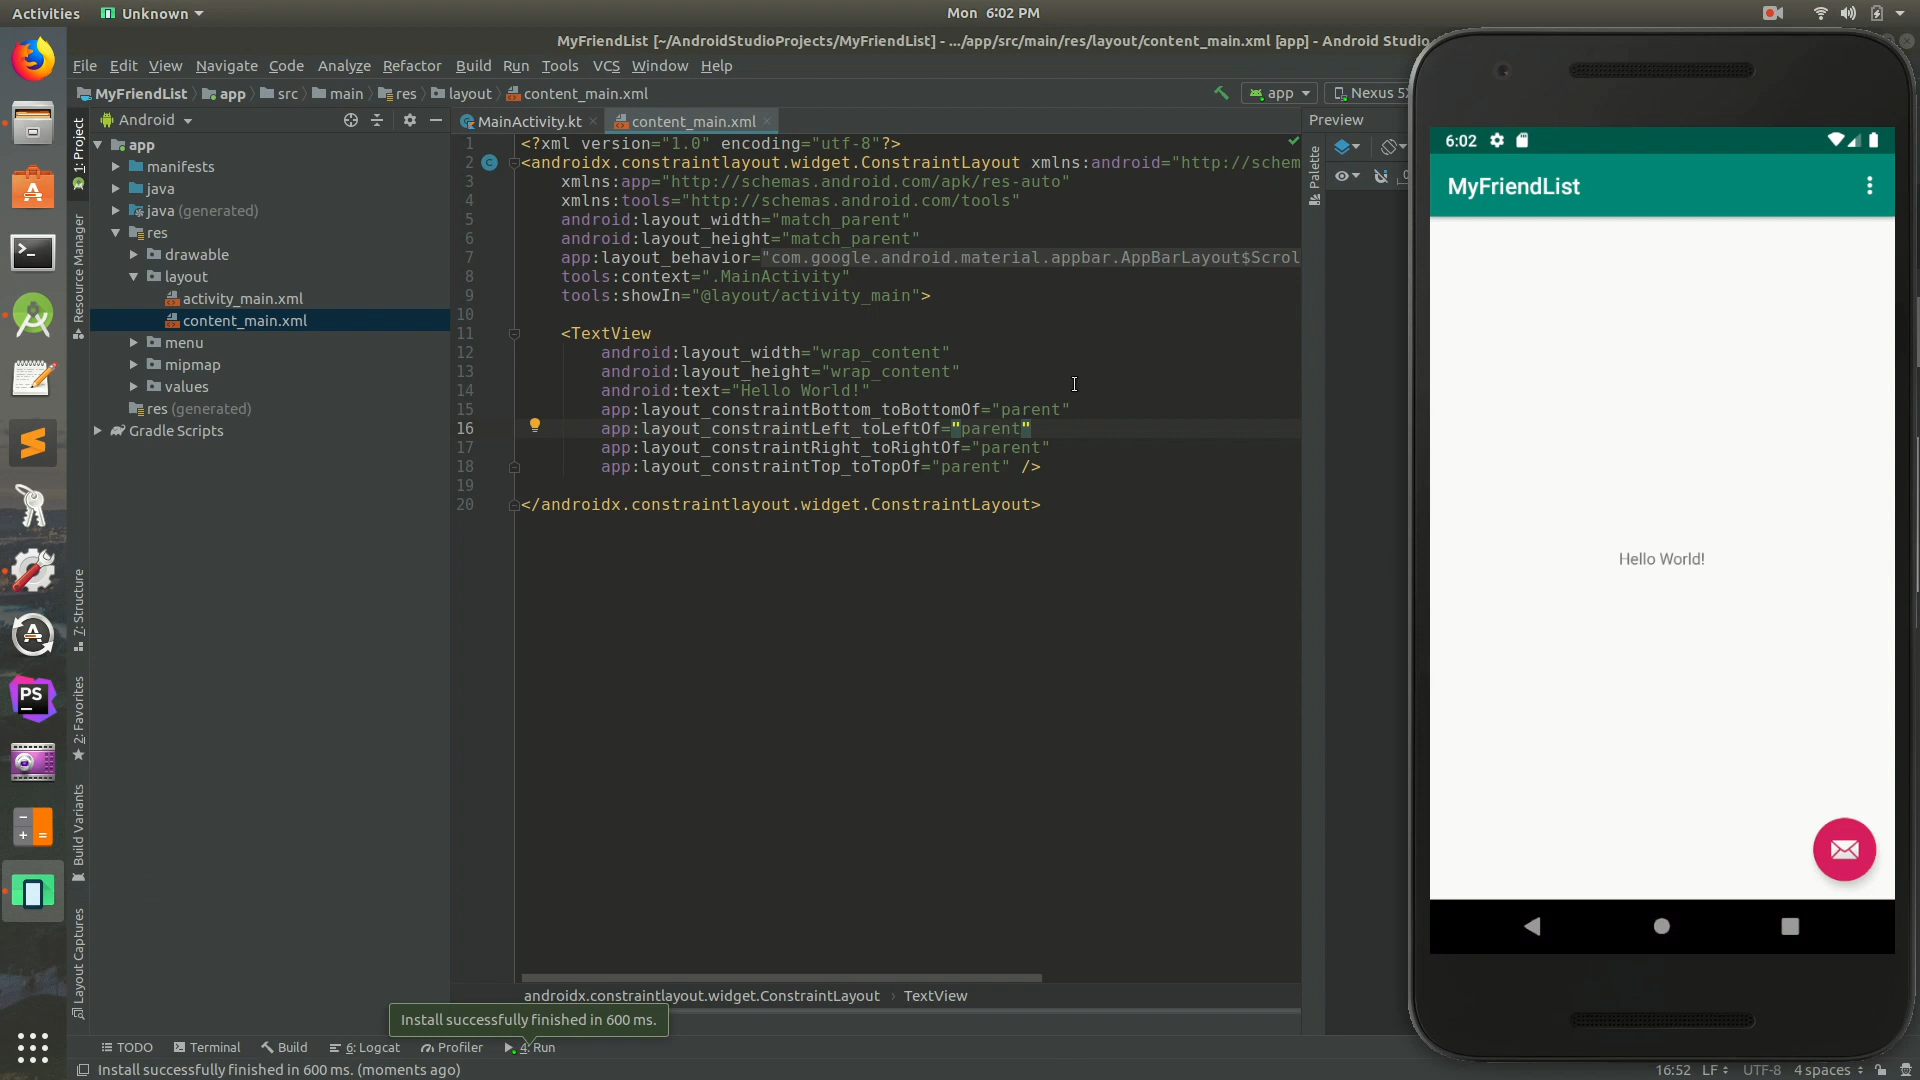 Activities
Unknown
Mon 6:02 PM
MyFriendList [~/AndroidStudioProjects/MyFriendList] - .../app/src/main/res/layout/content_main.xml [app] - Android Studio
File Edit View Navigate Code Analyze Refactor Build Run Tools VCS Window Help
MyFriendList app src main res layout content_main.xml
app
Nexus 5X
1: Project
Resource Manager
7: Structure
2: Favorites
Build Variants
Layout Captures
Android
app
manifests
java
java (generated)
res
drawable
layout
activity_main.xml
content_main.xml
menu
mipmap
values
res (generated)
Gradle Scripts
MainActivity.kt
content_main.xml
1 <?xml version="1.0" encoding="utf-8"?>
2 <androidx.constraintlayout.widget.ConstraintLayout xmlns:android="http://schem
3 xmlns:app="http://schemas.android.com/apk/res-auto"
4 xmlns:tools="http://schemas.android.com/tools"
5 android:layout_width="match_parent"
6 android:layout_height="match_parent"
7 app:layout_behavior="com.google.android.material.appbar.AppBarLayout$Scrol
8 tools:context=".MainActivity"
9 tools:showIn="@layout/activity_main">
10
11 <TextView
12 android:layout_width="wrap_content"
13 android:layout_height="wrap_content"
14 android:text="Hello World!"
15 app:layout_constraintBottom_toBottomOf="parent"
16 app:layout_constraintLeft_toLeftOf="parent"
17 app:layout_constraintRight_toRightOf="parent"
18 app:layout_constraintTop_toTopOf="parent" />
19
20 </androidx.constraintlayout.widget.ConstraintLayout>
androidx.constraintlayout.widget.ConstraintLayout TextView
Preview
Palette
6:02
MyFriendList
Hello World!
PS
Install successfully finished in 600 ms.
TODO Terminal Build 6: Logcat Profiler 4: Run
Install successfully finished in 600 ms. (moments ago)
16:52 LF UTF-8 4 spaces